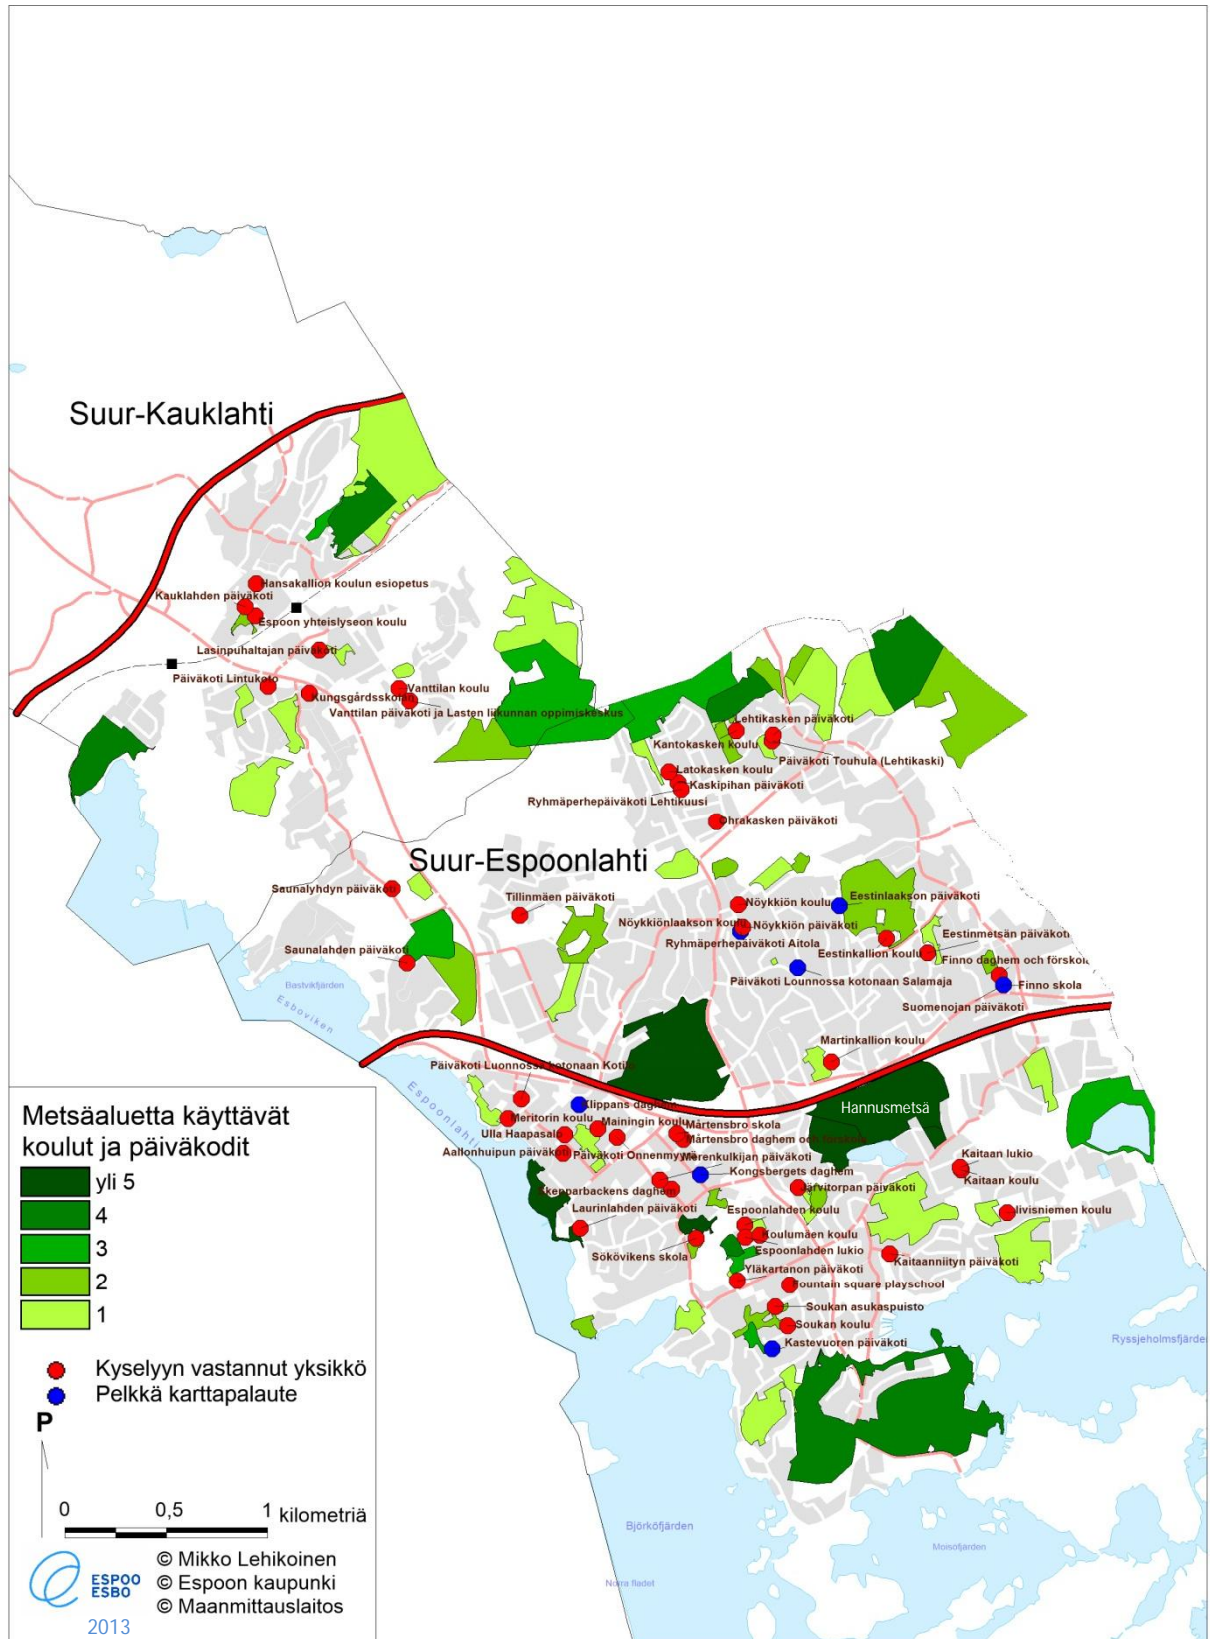 Suur-Kauklahti
Hansakallion koulun esiopetus
Kauklahden päiväkoti
Espoon yhteislyseon koulu
Lasinpuhaltajan päiväkoti
Päiväkoti Lintukoto
Kungsgårdsskolan
Vanttilan koulu
Vanttilan päiväkoti ja Lasten liikunnan oppimiskeskus
Lehtikasken päiväkoti
Kantokasken koulu
Päiväkoti Touhula (Lehtikaski)
Latokasken koulu
Kaskipihan päiväkoti
Ryhmäperhepäiväkoti Lehtikuusi
Ohrakasken päiväkoti
Suur-Espoonlahti
Saunalyhdyn päiväkoti
Tillinmäen päiväkoti
Eestinlaakson päiväkoti
Nöykkiön koulu
Nöykkiönlaakson koulu
Nöykkiön päiväkoti
Ryhmäperhepäiväkoti Aitola
Eestinmetsän päiväkoti
Eestinkallion koulu
Saunalahden päiväkoti
Finno daghem och förskola
Päiväkoti Lounnossa kotonaan Salamaja
Finno skola
Bastvikfjärden
Suomenojan päiväkoti
Esboviken
Martinkallion koulu
Päiväkoti Luonnossa kotonaan Kotilo
Espoonlahti
Klippans daghem
Hannusmetsä
Meritorin koulu
Mainingin koulu
Mårtensbro skola
Ulla Haapasalo
Mårtensbro daghem och förskola
Aallonhuipun päiväkoti
Päiväkoti Onnenmyyrä
Merenkulkijan päiväkoti
Kaitaan lukio
Kongsbergets daghem
Kaitaan koulu
Skepparbackens daghem
Järvitorpan päiväkoti
Laurinlahden päiväkoti
Espoonlahden koulu
Iivisniemen koulu
Koulumäen koulu
Sökövikens skola
Espoonlahden lukio
Kaitaanniityn päiväkoti
Yläkartanon päiväkoti
Fountain square playschool
Soukan asukaspuisto
Soukan koulu
Kastevuoren päiväkoti
Ryssjeholmsfjärden
Björköfjärden
Moisöfjärden
Norra fladet
Metsäaluetta käyttävät
koulut ja päiväkodit
yli 5
4
3
2
1
Kyselyyn vastannut yksikkö
Pelkkä karttapalaute
P
0 0,5 1 kilometriä
ESPOO
ESBO
2013
© Mikko Lehikoinen
© Espoon kaupunki
© Maanmittauslaitos